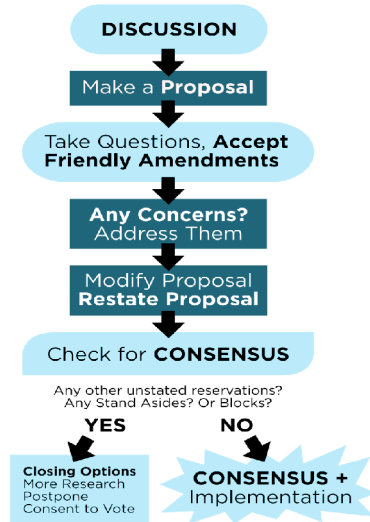 DISCUSSION
Make a Proposal
Take Questions, Accept
Friendly Amendments
Any Concerns?
Address Them
Modify Proposal
Restate Proposal
Check for CONSENSUS
Any other unstated reservations?
Any Stand Asides? Or Blocks?
YES
NO
Closing Options
More Research
Postpone
Consent to Vote
CONSENSUS +
Implementation